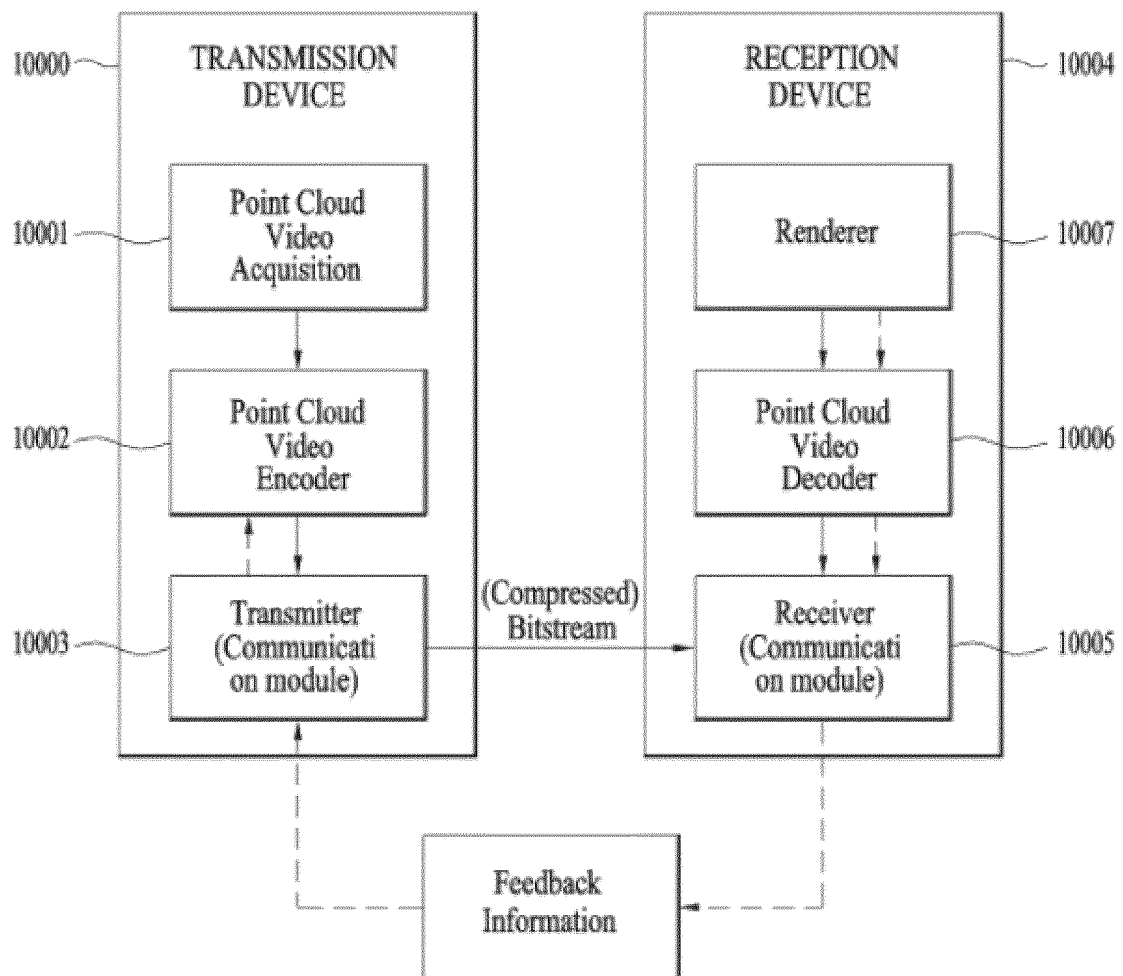 10000
TRANSMISSION
DEVICE
10001
Point Cloud
Video
Acquisition
10002
Point Cloud
Video
Encoder
10003
Transmitter
(Communicati
on module)
(Compressed)
Bitstream
RECEPTION
DEVICE
10004
Renderer
10007
Point Cloud
Video
Decoder
10006
Receiver
(Communicati
on module)
10005
Feedback
Information